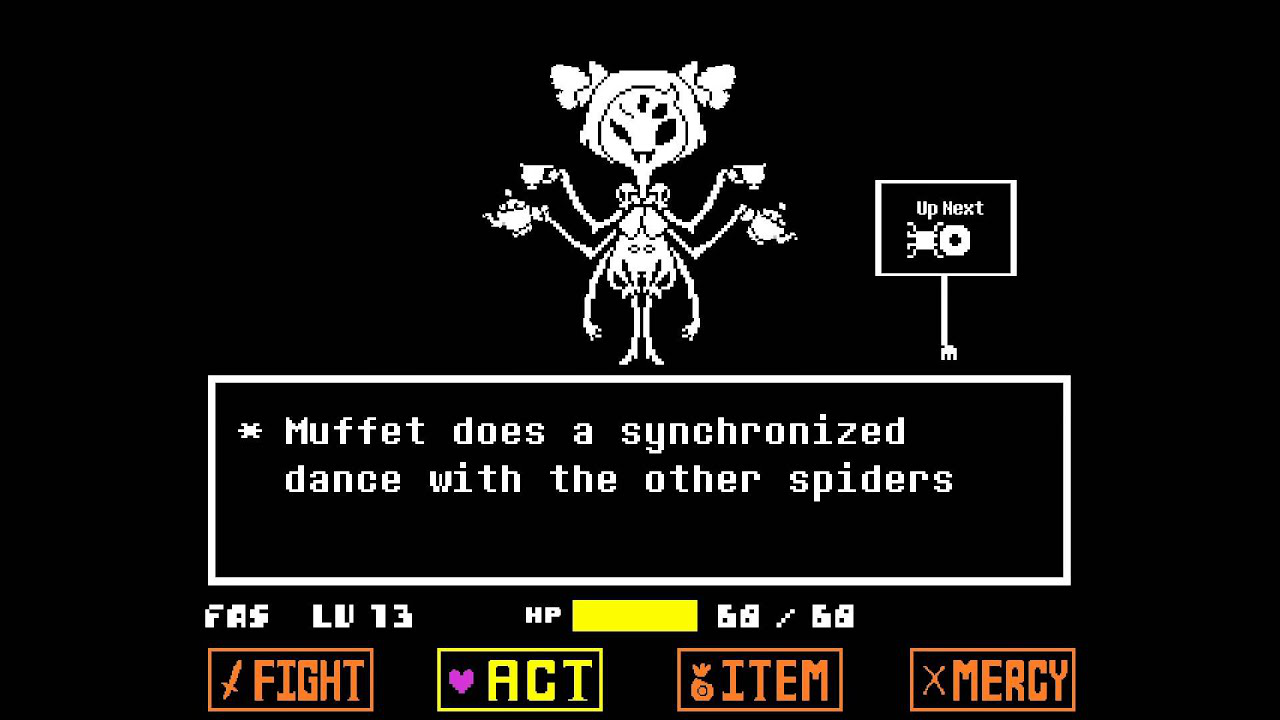 Up Next
* Muffet does a synchronized
dance with the other spiders
FAS LV 13 HP 68 / 68
FIGHT ACT ITEM MERCY